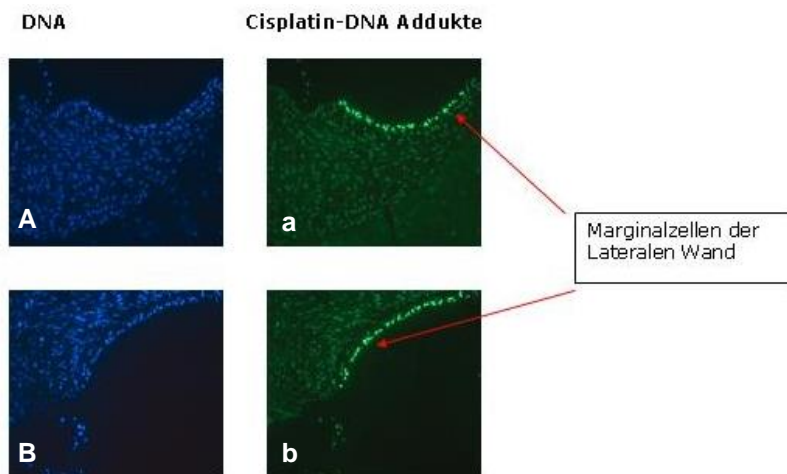 DNA
Cisplatin-DNA Addukte
A
a
Marginalzellen der
Lateralen Wand
B
b